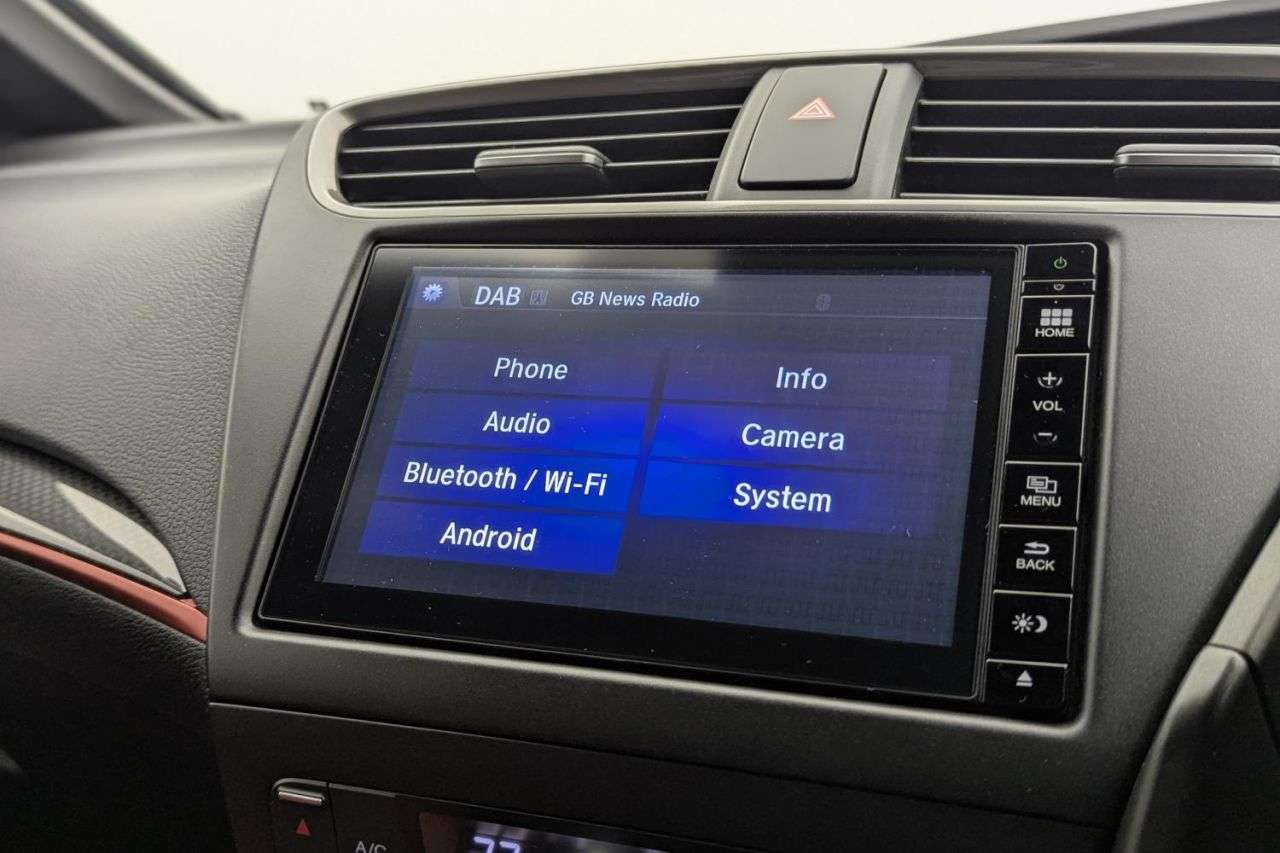 DAB GB News Radio
Phone
Info
Audio
Camera
Bluetooth / Wi-Fi
System
Android
HOME
VOL
MENU
BACK
A/C